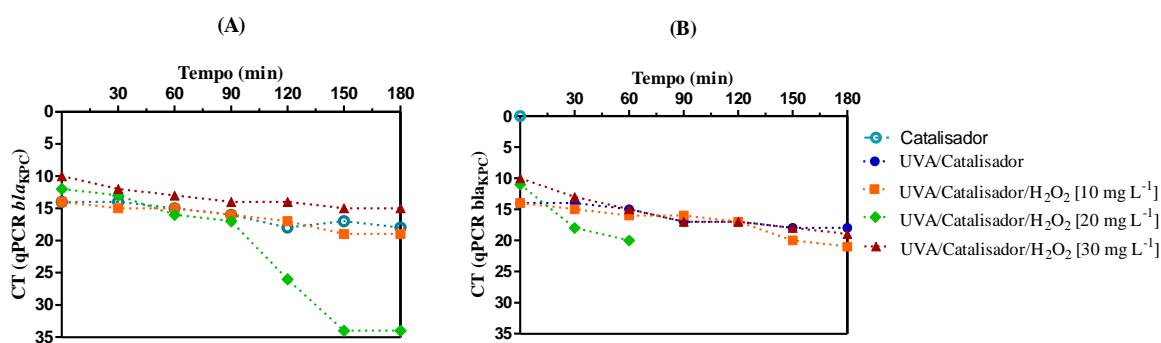 (A)
Tempo (min)
30 60 90 120 150 180
0
5
10
15
20
25
30
35
CT (qPCR blaKPC)
(B)
Tempo (min)
30 60 90 120 150 180
0
5
10
15
20
25
30
35
CT (qPCR blaKPC)
Catalisador
UVA/Catalisador
UVA/Catalisador/H₂O₂ [10 mg L⁻¹]
UVA/Catalisador/H₂O₂ [20 mg L⁻¹]
UVA/Catalisador/H₂O₂ [30 mg L⁻¹]